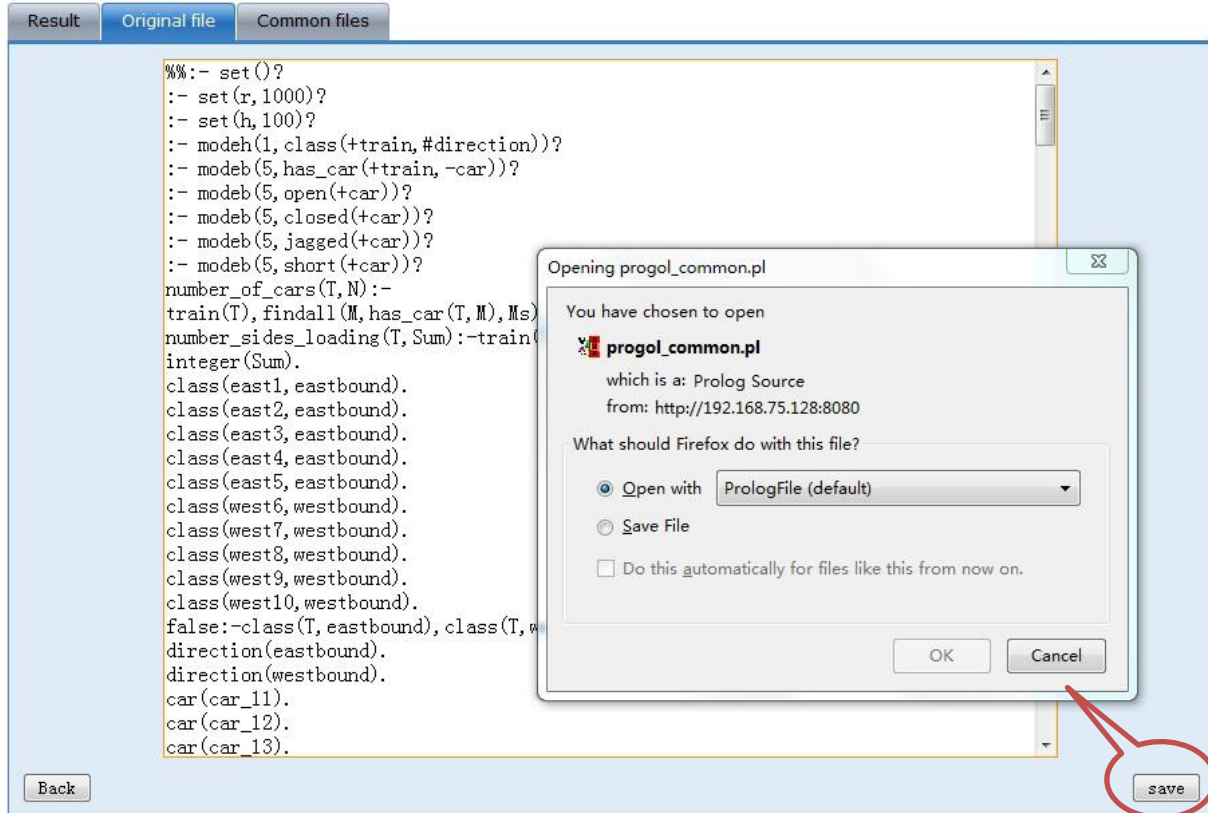 Result Original file Common files
%%:- set()?
:- set(r,1000)?
:- set(h,100)?
:- modeh(1,class(+train,#direction))?
:- modeb(5,has_car(+train,-car))?
:- modeb(5,open(+car))?
:- modeb(5,closed(+car))?
:- modeb(5,jagged(+car))?
:- modeb(5,short(+car))?
number_of_cars(T,N):-
train(T),findall(M,has_car(T,M),Ms)
number_sides_loading(T,Sum):-train(
integer(Sum).
class(east1,eastbound).
class(east2,eastbound).
class(east3,eastbound).
class(east4,eastbound).
class(east5,eastbound).
class(west6,westbound).
class(west7,westbound).
class(west8,westbound).
class(west9,westbound).
class(west10,westbound).
false:-class(T,eastbound),class(T,w
direction(eastbound).
direction(westbound).
car(car_11).
car(car_12).
car(car_13).
Opening progol_common.pl
You have chosen to open
progol_common.pl
which is a: Prolog Source
from: http://192.168.75.128:8080
What should Firefox do with this file?
Open with PrologFile (default)
Save File
Do this automatically for files like this from now on.
OK Cancel
Back save